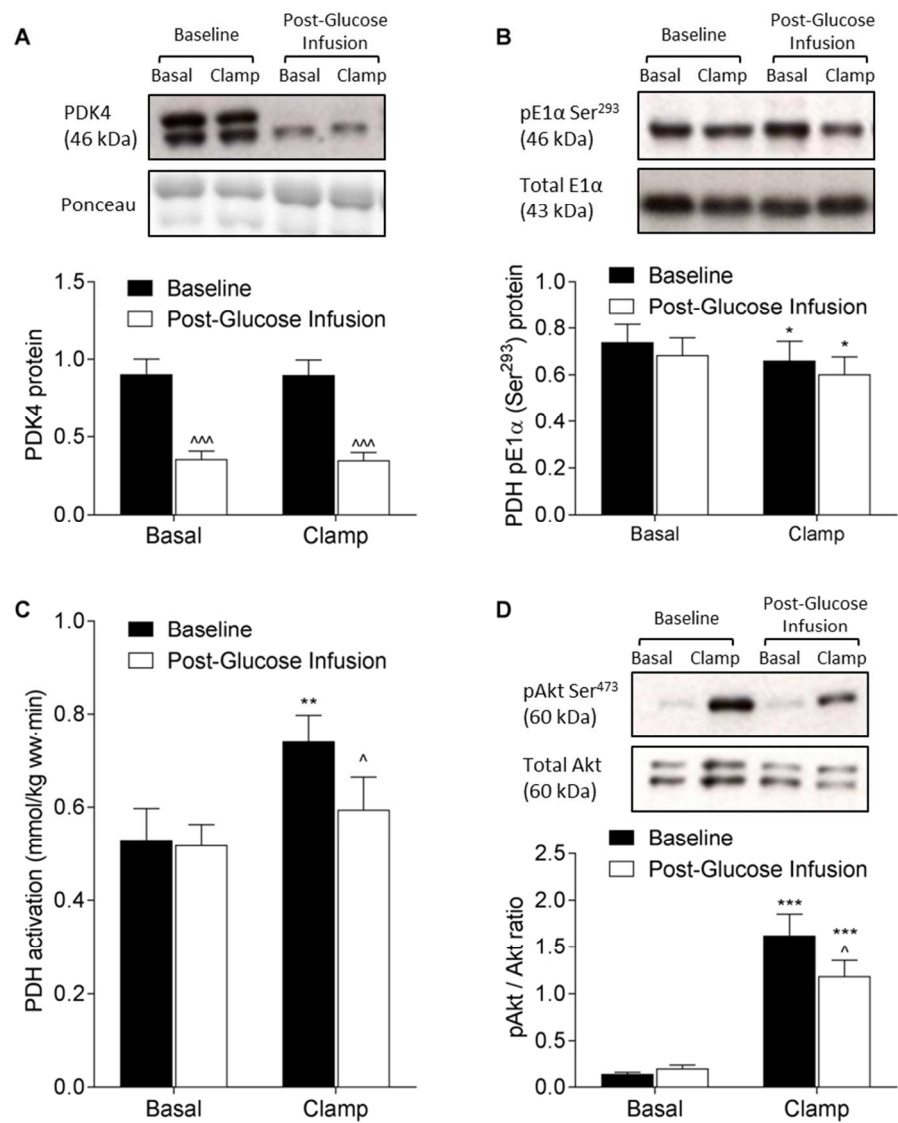 A
Baseline
Post-Glucose
Infusion
Basal Clamp Basal Clamp
PDK4
(46 kDa)
Ponceau
1.5
1.0
0.5
0.0
PDK4 protein
Baseline
Post-Glucose Infusion
^^^
^^^
Basal
Clamp
B
Baseline
Post-Glucose
Infusion
Basal Clamp Basal Clamp
pE1α Ser293
(46 kDa)
Total E1α
(43 kDa)
1.0
0.8
0.6
0.4
0.2
0.0
PDH pE1α (Ser293) protein
Baseline
Post-Glucose Infusion
*
*
Basal
Clamp
C
1.0
0.8
0.6
0.4
0.2
0.0
PDH activation (mmol/kg ww·min)
Baseline
Post-Glucose Infusion
**
^
Basal
Clamp
D
Baseline
Post-Glucose
Infusion
Basal Clamp Basal Clamp
pAkt Ser473
(60 kDa)
Total Akt
(60 kDa)
2.5
2.0
1.5
1.0
0.5
0.0
pAkt / Akt ratio
Baseline
Post-Glucose Infusion
***
***
^
Basal
Clamp